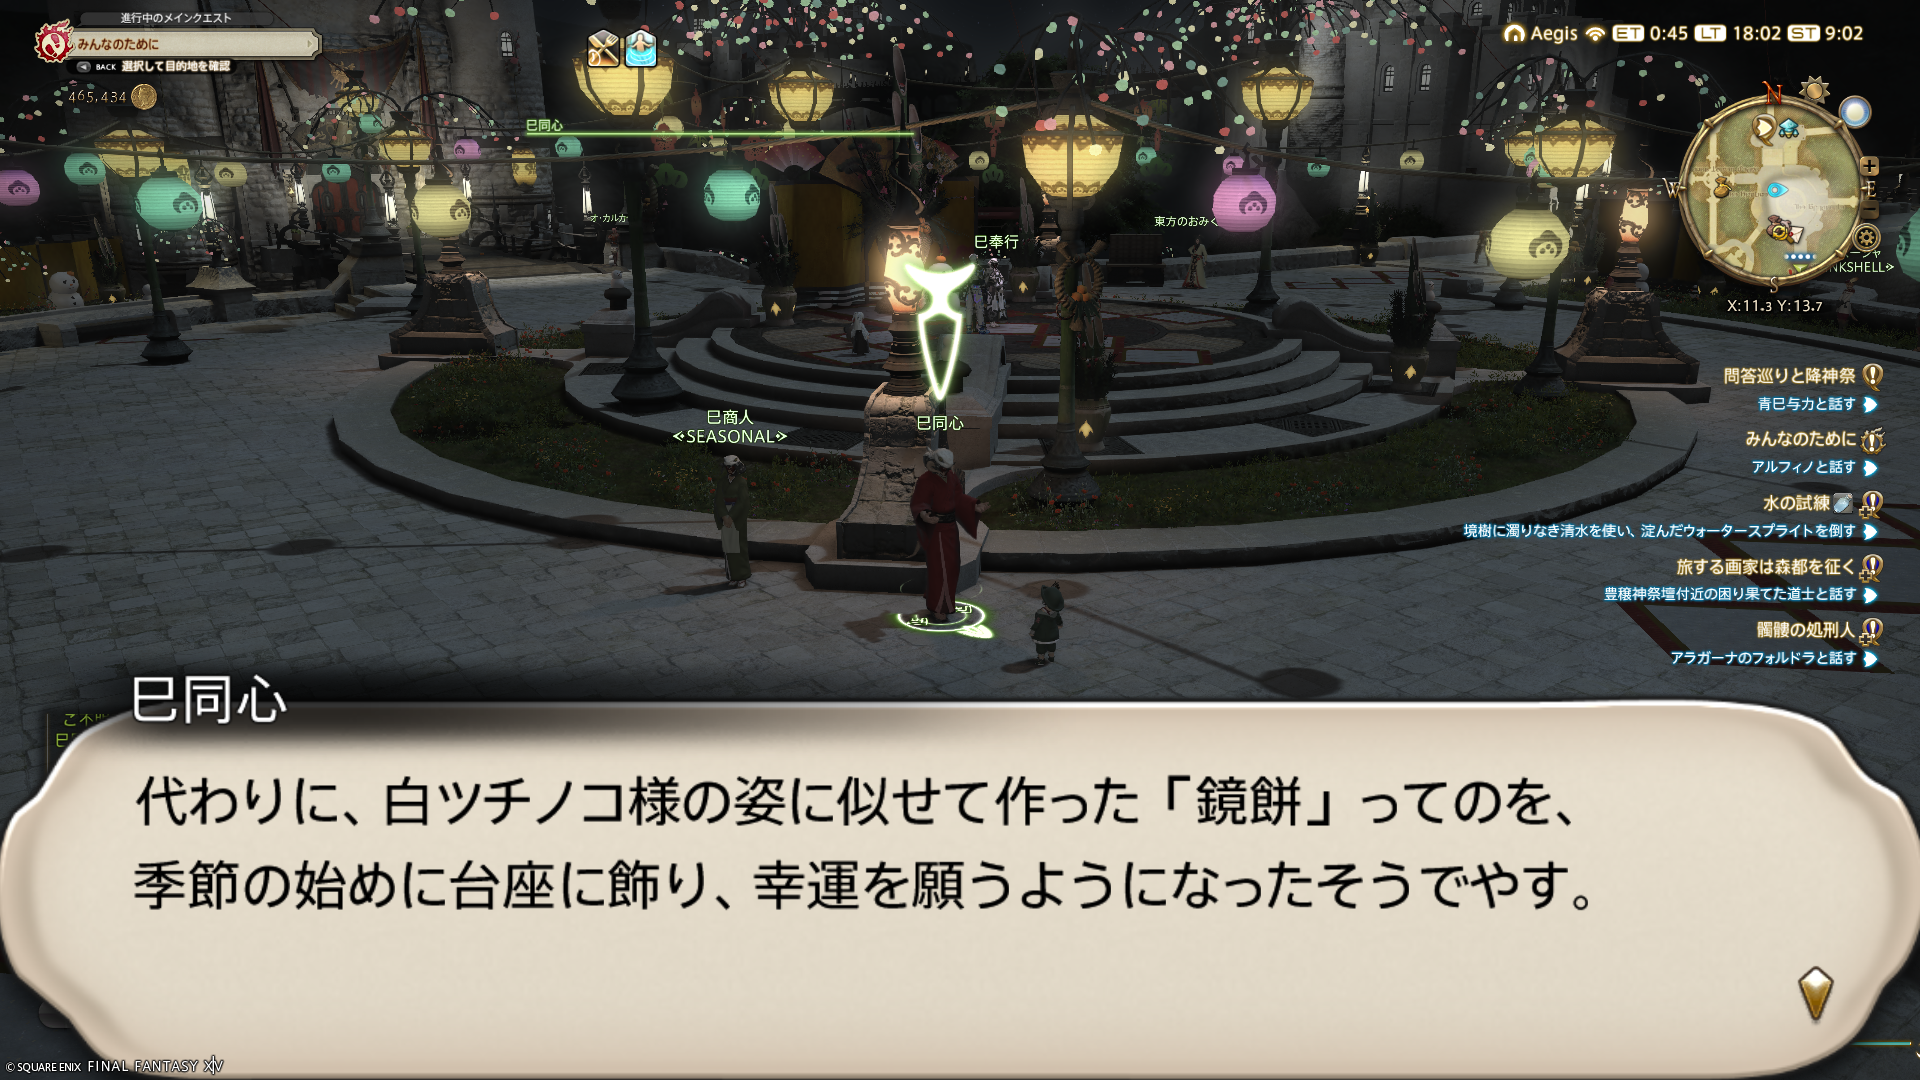 進行中のメインクエスト
みんなのために
BACK 選択して目的地を確認
465,434
Aegis ET 0:45 LT 18:02 ST 9:02
N
W
E
S
X:11.3 Y:13.7
巳同心
オ・カルカ
東方のおみく
巳奉行
NKSHELL
巳商人
<SEASONAL>
巳同心
問答巡りと降神祭
青巳与力と話す
みんなのために
アルフィノと話す
水の試練
境樹に濁りなき清水を使い、淀んだウォータースプライトを倒す
旅する画家は森都を征く
豊穣神祭壇付近の困り果てた道士と話す
髑髏の処刑人
アラガーナのフォルドラと話す
巳同心
代わりに、白ツチノコ様の姿に似せて作った「鏡餅」ってのを、
季節の始めに台座に飾り、幸運を願うようになったそうでやす。
© SQUARE ENIX FINAL FANTASY XIV